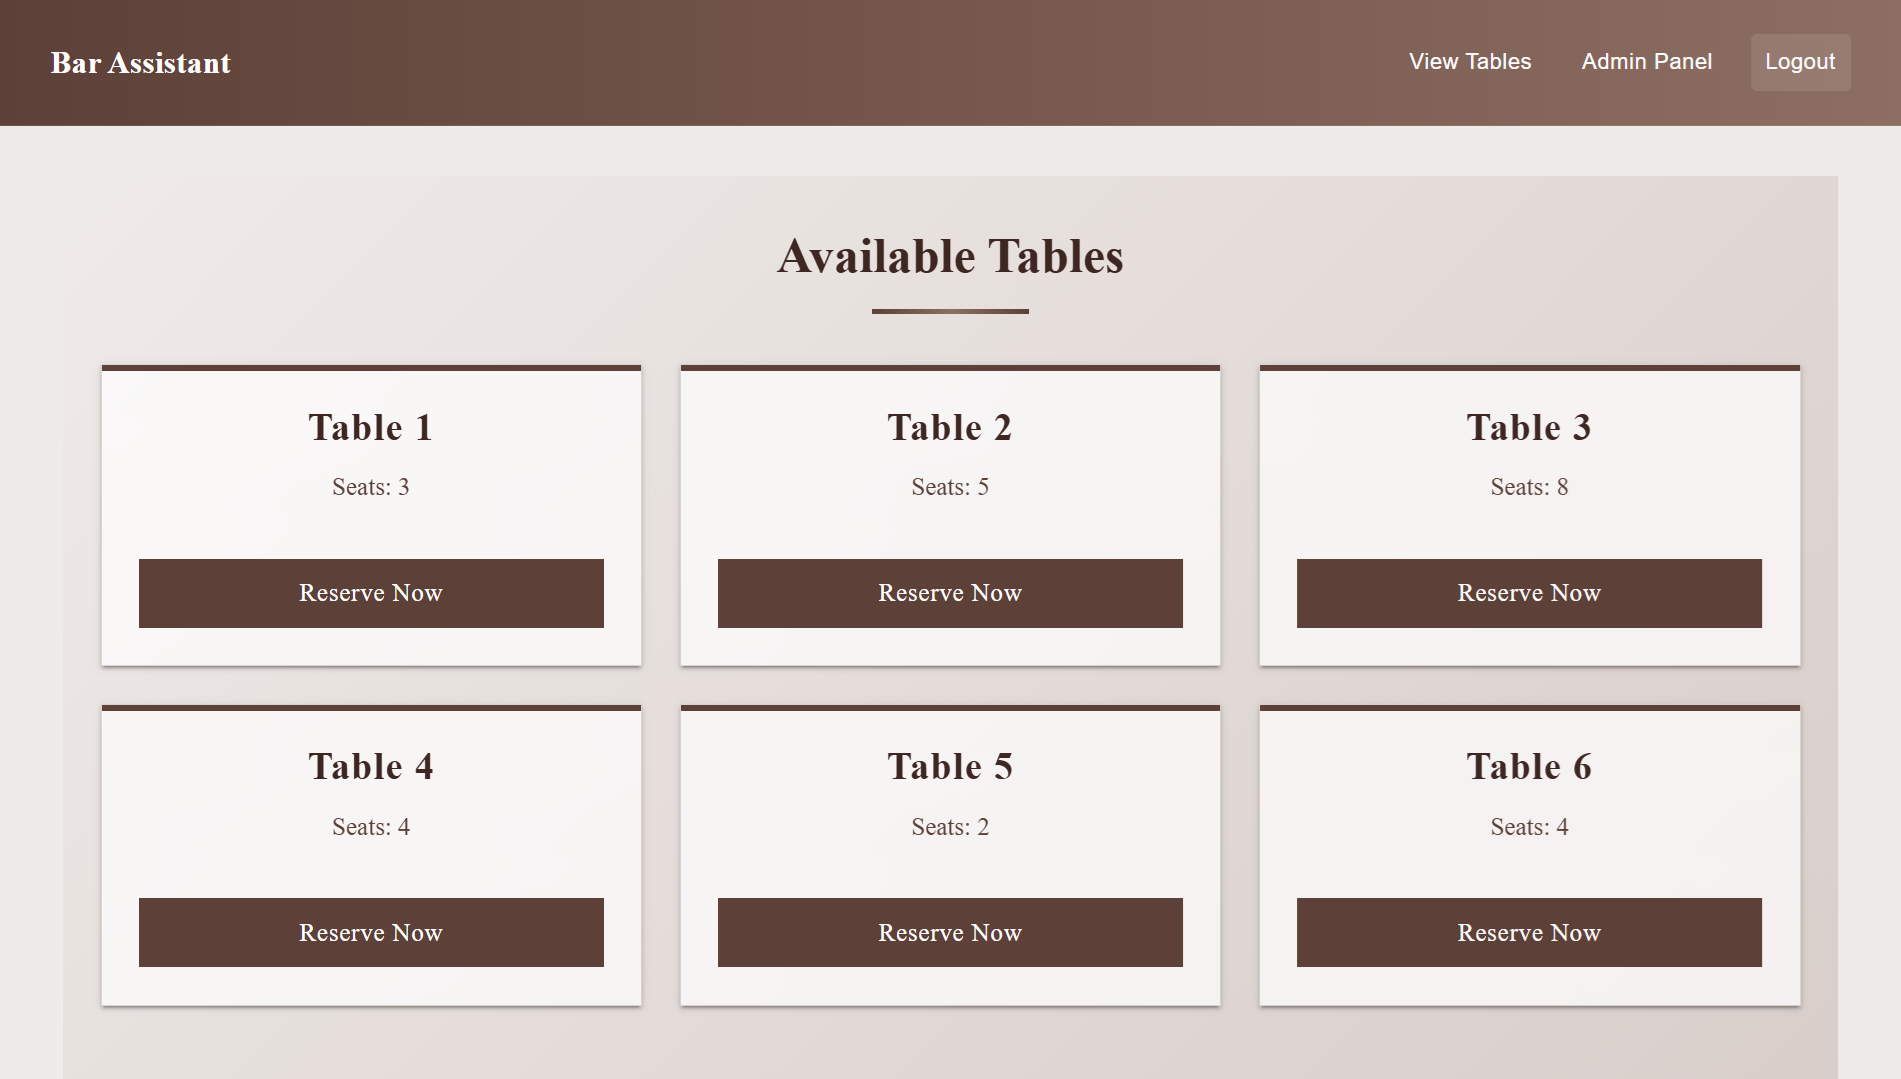 Bar Assistant
View Tables
Admin Panel
Logout
Available Tables
Table 1
Seats: 3
Reserve Now
Table 2
Seats: 5
Reserve Now
Table 3
Seats: 8
Reserve Now
Table 4
Seats: 4
Reserve Now
Table 5
Seats: 2
Reserve Now
Table 6
Seats: 4
Reserve Now